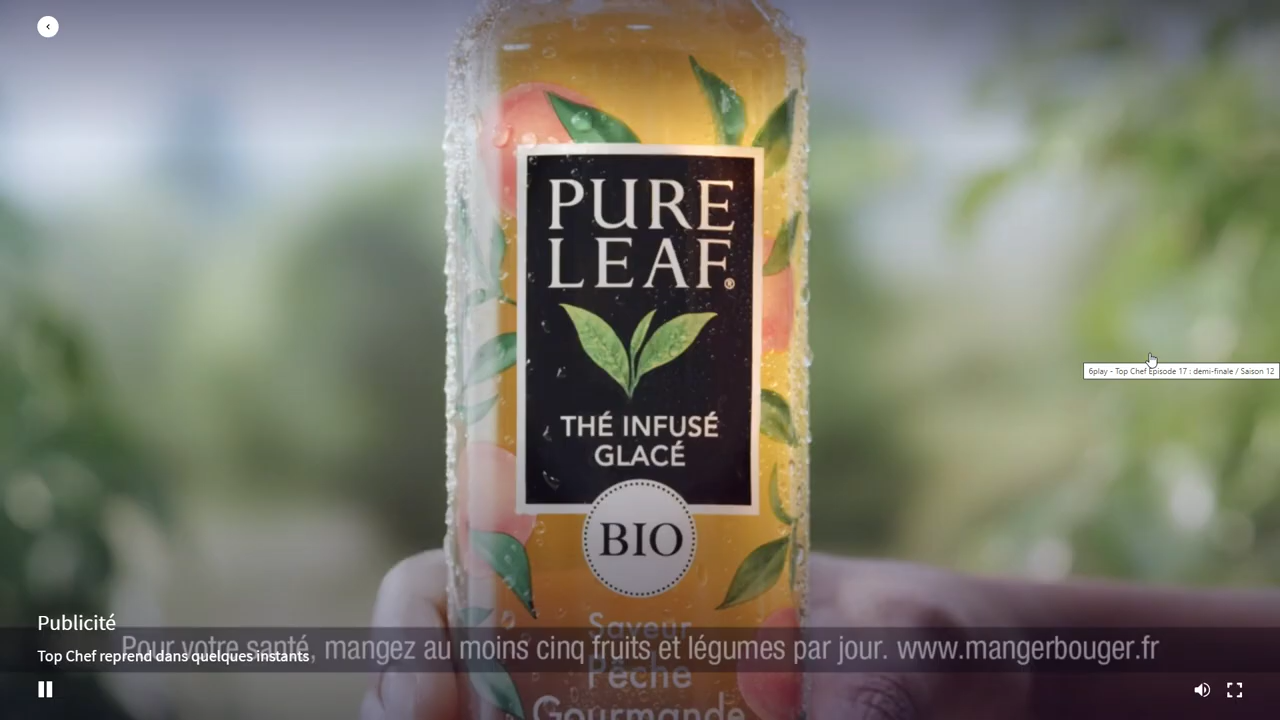 PURE
LEAF®
THÉ INFUSÉ
GLACÉ
BIO
6play - Top Chef Épisode 17 : demi-finale / Saison 12
Saveur
Pêche
Gourmande
Publicité
Pour votre santé, mangez au moins cinq fruits et légumes par jour. www.mangerbouger.fr
Top Chef reprend dans quelques instants